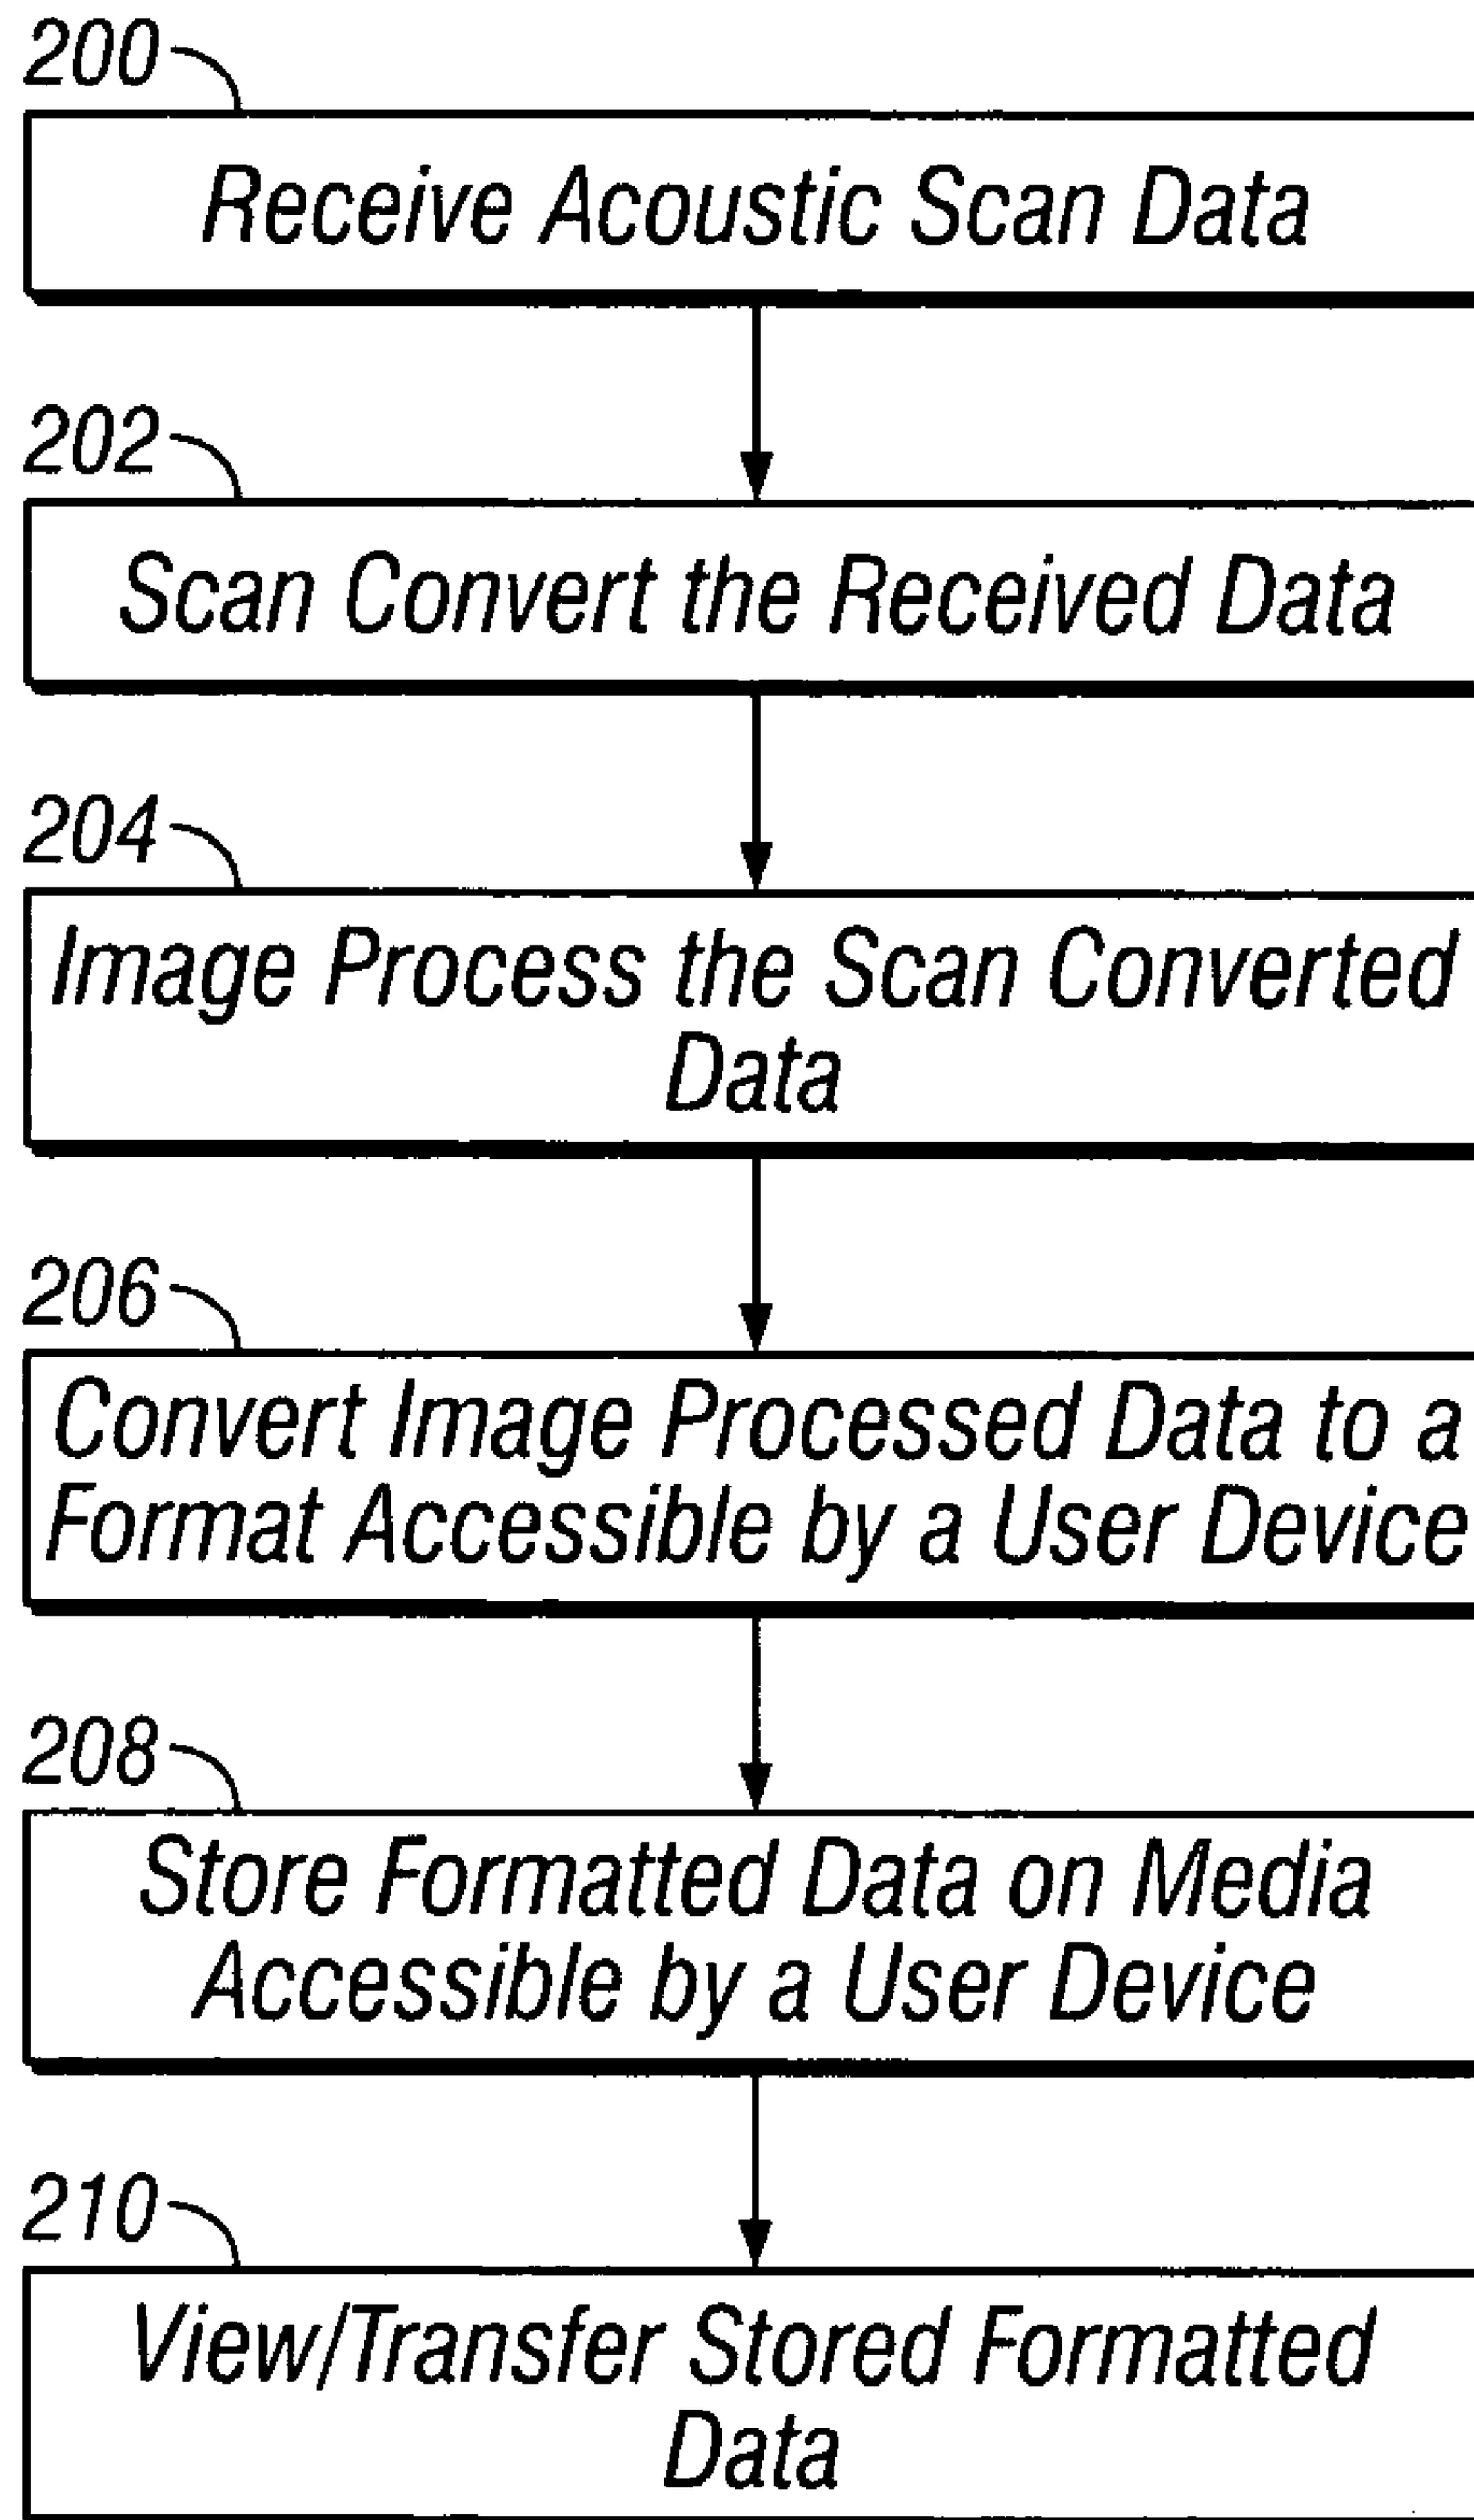 200
Receive Acoustic Scan Data
202
Scan Convert the Received Data
204
Image Process the Scan Converted
Data
206
Convert Image Processed Data to a
Format Accessible by a User Device
208
Store Formatted Data on Media
Accessible by a User Device
210
View/Transfer Stored Formatted
Data